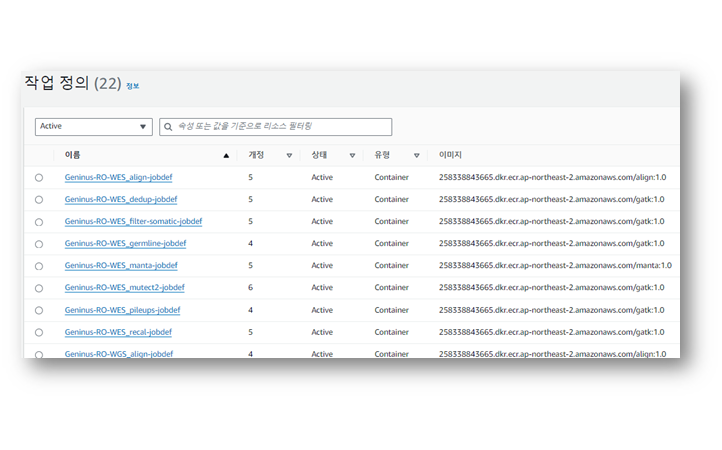 작업 정의 (22) 정보
Active 속성 또는 값을 기준으로 리소스 필터링
이름 개정 상태 유형 이미지
Geninus-RO-WES_align-jobdef 5 Active Container 258338843665.dkr.ecr.ap-northeast-2.amazonaws.com/align:1.0
Geninus-RO-WES_dedup-jobdef 5 Active Container 258338843665.dkr.ecr.ap-northeast-2.amazonaws.com/gatk:1.0
Geninus-RO-WES_filter-somatic-jobdef 5 Active Container 258338843665.dkr.ecr.ap-northeast-2.amazonaws.com/gatk:1.0
Geninus-RO-WES_germline-jobdef 4 Active Container 258338843665.dkr.ecr.ap-northeast-2.amazonaws.com/gatk:1.0
Geninus-RO-WES_manta-jobdef 5 Active Container 258338843665.dkr.ecr.ap-northeast-2.amazonaws.com/manta:1.0
Geninus-RO-WES_mutect2-jobdef 6 Active Container 258338843665.dkr.ecr.ap-northeast-2.amazonaws.com/gatk:1.0
Geninus-RO-WES_pileups-jobdef 4 Active Container 258338843665.dkr.ecr.ap-northeast-2.amazonaws.com/gatk:1.0
Geninus-RO-WES_recal-jobdef 5 Active Container 258338843665.dkr.ecr.ap-northeast-2.amazonaws.com/gatk:1.0
Geninus-RO-WGS_align-jobdef 4 Active Container 258338843665.dkr.ecr.ap-northeast-2.amazonaws.com/align:1.0